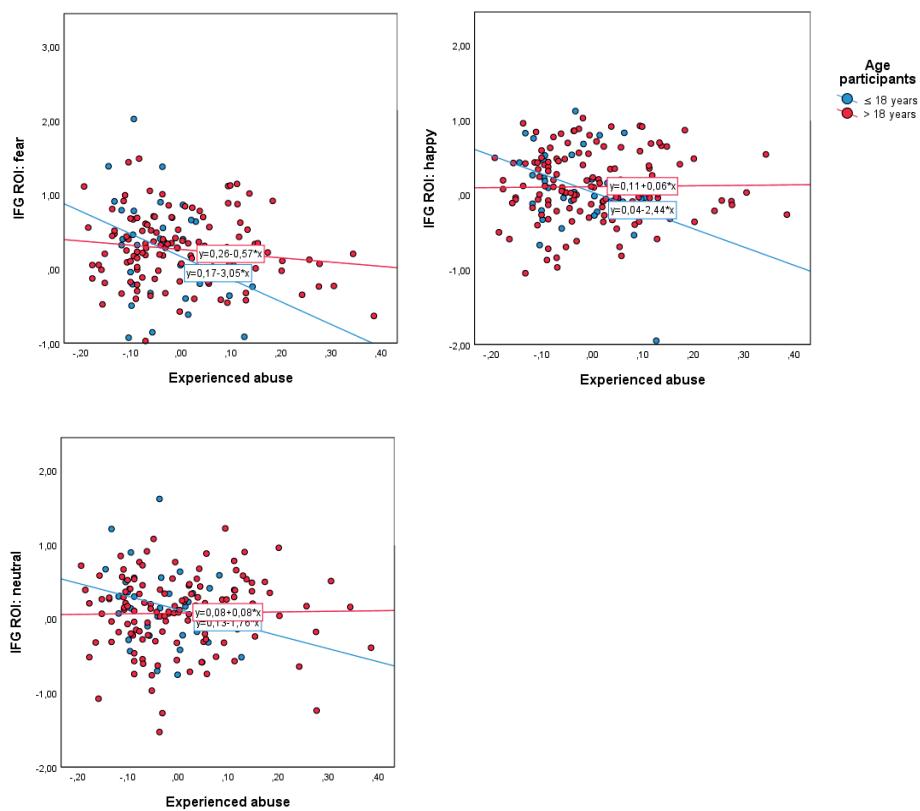 3,00
2,00
1,00
,00
-1,00
IFG ROI: fear
y=0,26-0,57*x
y=0,17-3,05*x
-,20 -,10 ,00 ,10 ,20 ,30 ,40
Experienced abuse
2,00
1,00
,00
-1,00
-2,00
IFG ROI: happy
y=0,11+0,06*x
y=0,04-2,44*x
-,20 -,10 ,00 ,10 ,20 ,30 ,40
Experienced abuse
Age
participants
≤ 18 years
> 18 years
2,00
1,00
,00
-1,00
-2,00
IFG ROI: neutral
y=0,08+0,08*x
y=0,13-1,76*x
-,20 -,10 ,00 ,10 ,20 ,30 ,40
Experienced abuse